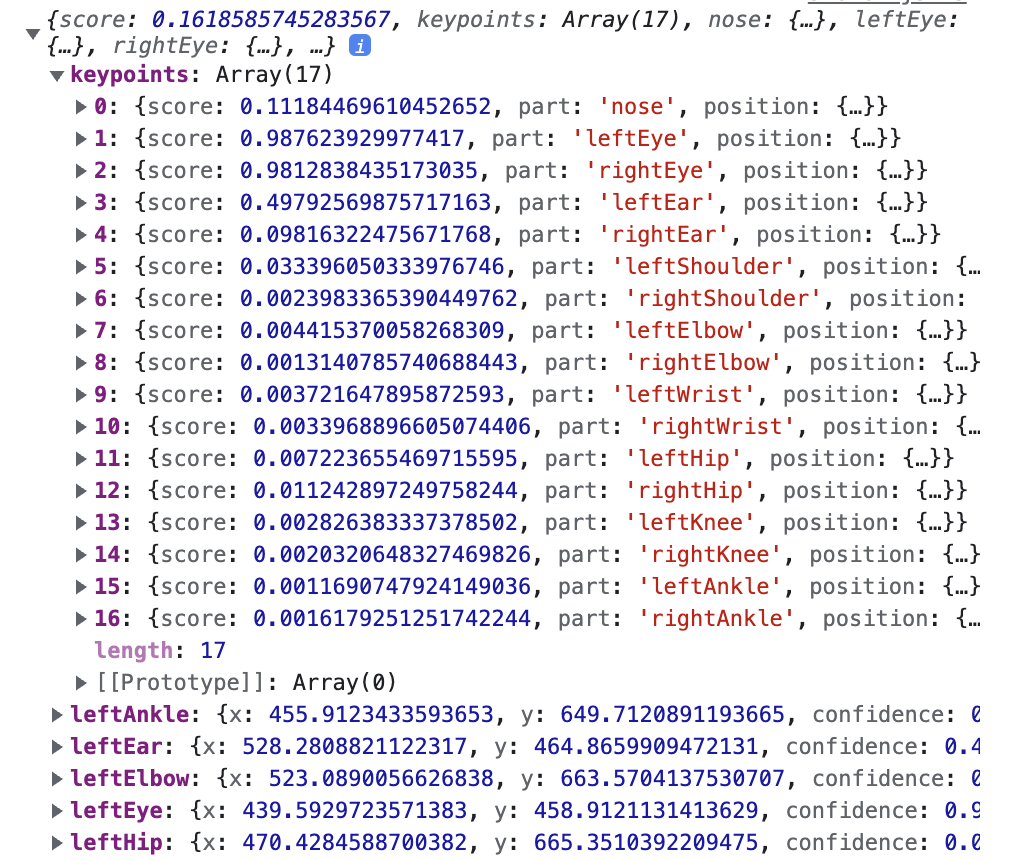 {score: 0.1618585745283567, keypoints: Array(17), nose: {…}, leftEye:
{…}, rightEye: {…}, …} i
keypoints: Array(17)
0: {score: 0.11184469610452652, part: 'nose', position: {…}}
1: {score: 0.987623929977417, part: 'leftEye', position: {…}}
2: {score: 0.9812838435173035, part: 'rightEye', position: {…}}
3: {score: 0.49792569875717163, part: 'leftEar', position: {…}}
4: {score: 0.09816322475671768, part: 'rightEar', position: {…}}
5: {score: 0.033396050333976746, part: 'leftShoulder', position: {…
6: {score: 0.0023983365390449762, part: 'rightShoulder', position:
7: {score: 0.004415370058268309, part: 'leftElbow', position: {…}}
8: {score: 0.0013140785740688443, part: 'rightElbow', position: {…}
9: {score: 0.003721647895872593, part: 'leftWrist', position: {…}}
10: {score: 0.0033968896605074406, part: 'rightWrist', position: {…
11: {score: 0.007223655469715595, part: 'leftHip', position: {…}}
12: {score: 0.011242897249758244, part: 'rightHip', position: {…}}
13: {score: 0.002826383337378502, part: 'leftKnee', position: {…}}
14: {score: 0.0020320648327469826, part: 'rightKnee', position: {…}
15: {score: 0.0011690747924149036, part: 'leftAnkle', position: {…}
16: {score: 0.0016179251251742244, part: 'rightAnkle', position: {…
length: 17
[[Prototype]]: Array(0)
leftAnkle: {x: 455.9123433593653, y: 649.7120891193665, confidence: 0
leftEar: {x: 528.2808821122317, y: 464.8659909472131, confidence: 0.4
leftElbow: {x: 523.0890056626838, y: 663.5704137530707, confidence: 0
leftEye: {x: 439.5929723571383, y: 458.9121131413629, confidence: 0.9
leftHip: {x: 470.4284588700382, y: 665.3510392209475, confidence: 0.0